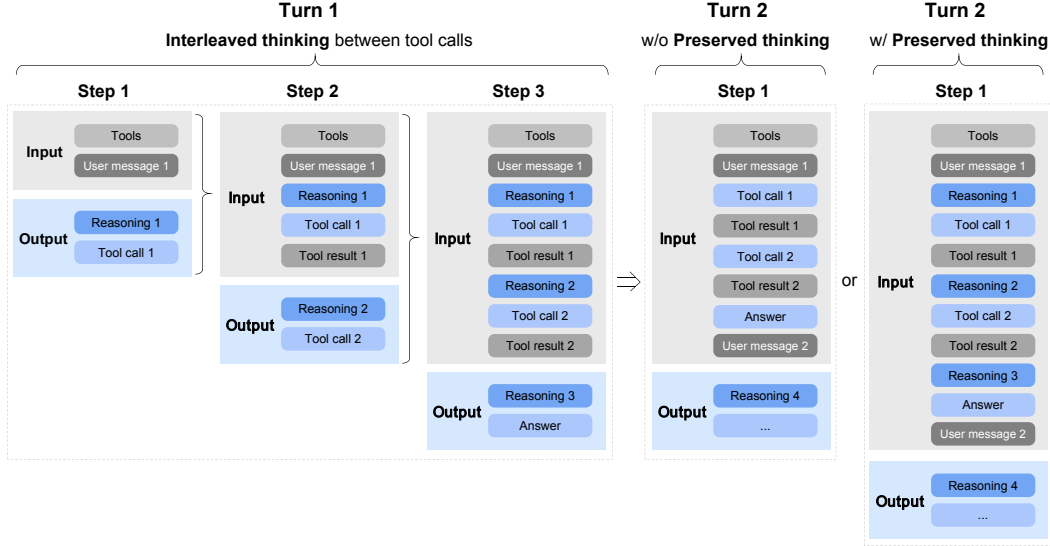 Turn 1
Interleaved thinking between tool calls
Step 1
Input
Tools
User message 1
Output
Reasoning 1
Tool call 1
Step 2
Input
Tools
User message 1
Reasoning 1
Tool call 1
Tool result 1
Output
Reasoning 2
Tool call 2
Step 3
Input
Tools
User message 1
Reasoning 1
Tool call 1
Tool result 1
Reasoning 2
Tool call 2
Tool result 2
Output
Reasoning 3
Answer
⇒
Turn 2
w/o Preserved thinking
Step 1
Input
Tools
User message 1
Tool call 1
Tool result 1
Tool call 2
Tool result 2
Answer
User message 2
Output
Reasoning 4
...
or
Turn 2
w/ Preserved thinking
Step 1
Input
Tools
User message 1
Reasoning 1
Tool call 1
Tool result 1
Reasoning 2
Tool call 2
Tool result 2
Reasoning 3
Answer
User message 2
Output
Reasoning 4
...